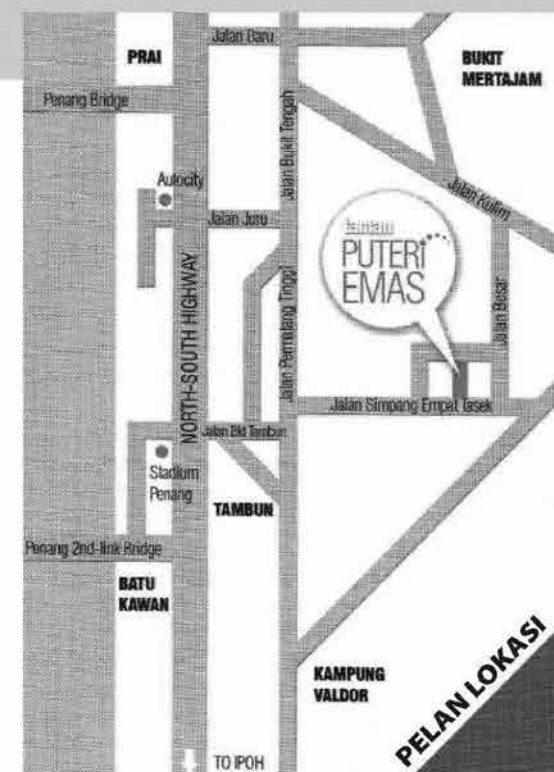 Jalan Baru
PRAI
BUKIT
MERTAJAM
Penang Bridge
Jalan Bukit Tengah
Autocity
Jalan Kulim
Jalan Juru
taman
PUTERI
EMAS
NORTH-SOUTH HIGHWAY
Jalan Permatang Tinggi
Jalan Besar
Jalan Simpang Empat Tasek
Jalan Bkt Tambun
Stadium
Penang
TAMBUN
Penang 2nd-link Bridge
BATU
KAWAN
KAMPUNG
VALDOR
PELAN LOKASI
TO IPOH